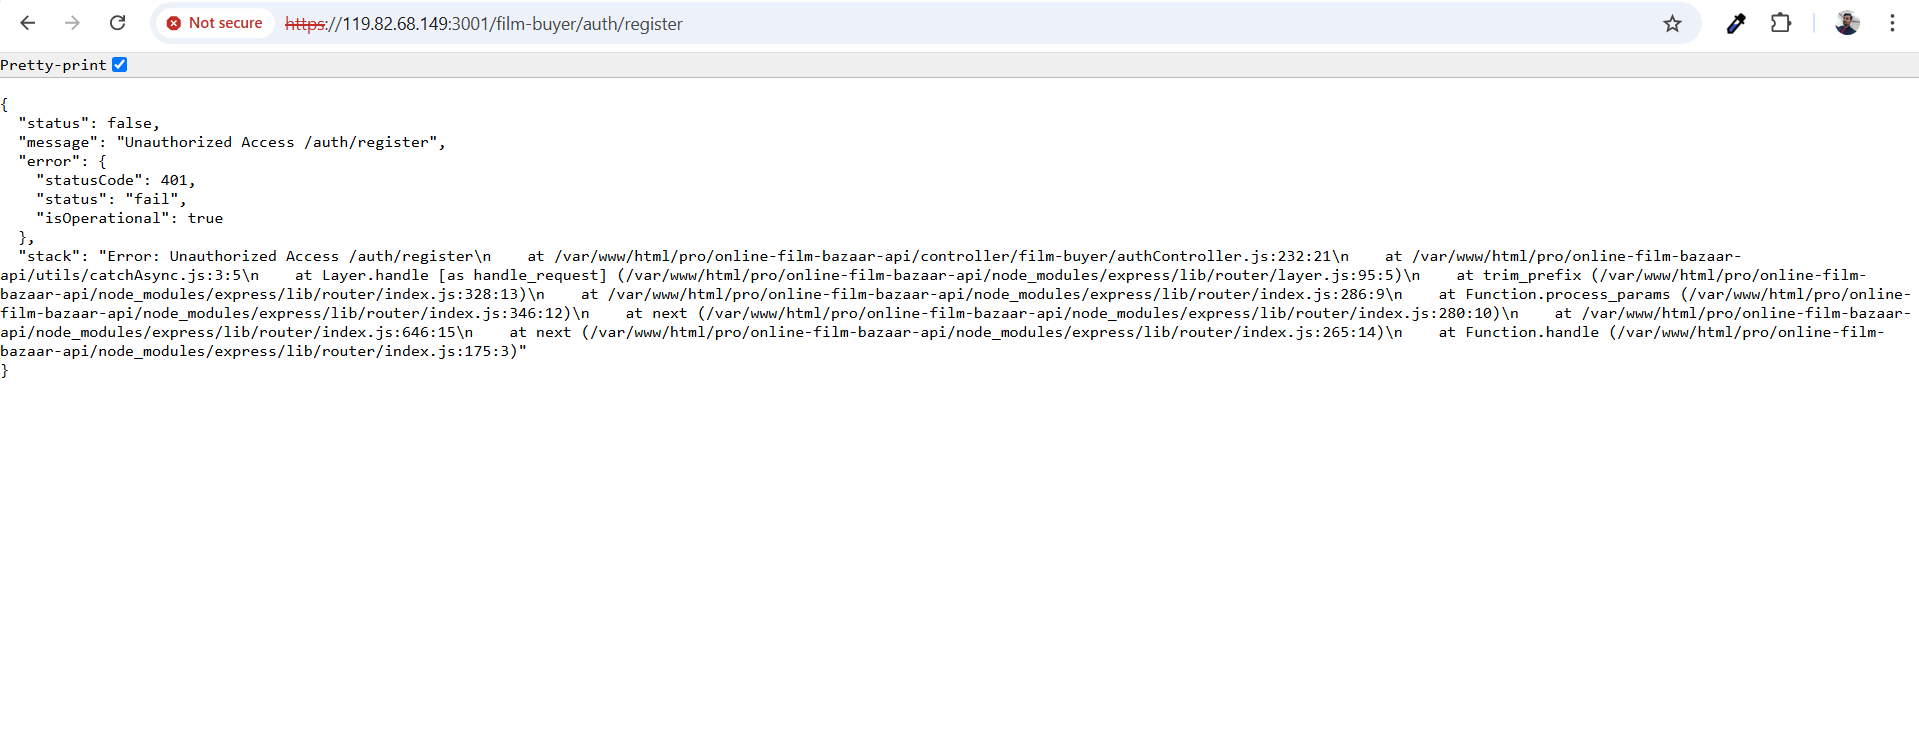 Not secure https://119.82.68.149:3001/film-buyer/auth/register
Pretty-print
{
  "status": false,
  "message": "Unauthorized Access /auth/register",
  "error": {
    "statusCode": 401,
    "status": "fail",
    "isOperational": true
  },
  "stack": "Error: Unauthorized Access /auth/register\n    at /var/www/html/pro/online-film-bazaar-api/controller/film-buyer/authController.js:232:21\n    at /var/www/html/pro/online-film-bazaar-
api/utils/catchAsync.js:3:5\n    at Layer.handle [as handle_request] (/var/www/html/pro/online-film-bazaar-api/node_modules/express/lib/router/layer.js:95:5)\n    at trim_prefix (/var/www/html/pro/online-film-
bazaar-api/node_modules/express/lib/router/index.js:328:13)\n    at /var/www/html/pro/online-film-bazaar-api/node_modules/express/lib/router/index.js:286:9\n    at Function.process_params (/var/www/html/pro/online-
film-bazaar-api/node_modules/express/lib/router/index.js:346:12)\n    at next (/var/www/html/pro/online-film-bazaar-api/node_modules/express/lib/router/index.js:280:10)\n    at /var/www/html/pro/online-film-bazaar-
api/node_modules/express/lib/router/index.js:646:15\n    at next (/var/www/html/pro/online-film-bazaar-api/node_modules/express/lib/router/index.js:265:14)\n    at Function.handle (/var/www/html/pro/online-film-
bazaar-api/node_modules/express/lib/router/index.js:175:3)"
}